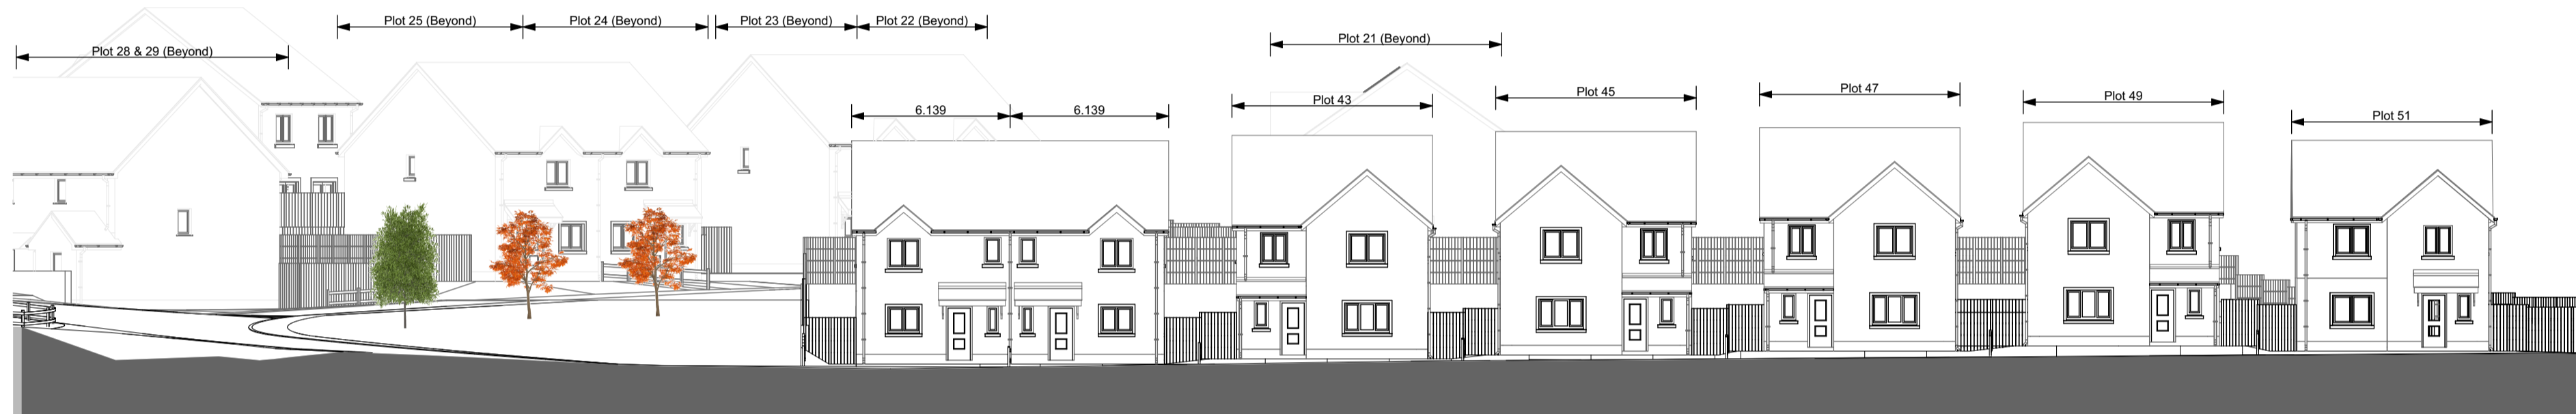 Plot 25 (Beyond)
Plot 24 (Beyond)
Plot 23 (Beyond)
Plot 22 (Beyond)
Plot 28 & 29 (Beyond)
Plot 21 (Beyond)
6.139
6.139
Plot 43
Plot 45
Plot 47
Plot 49
Plot 51